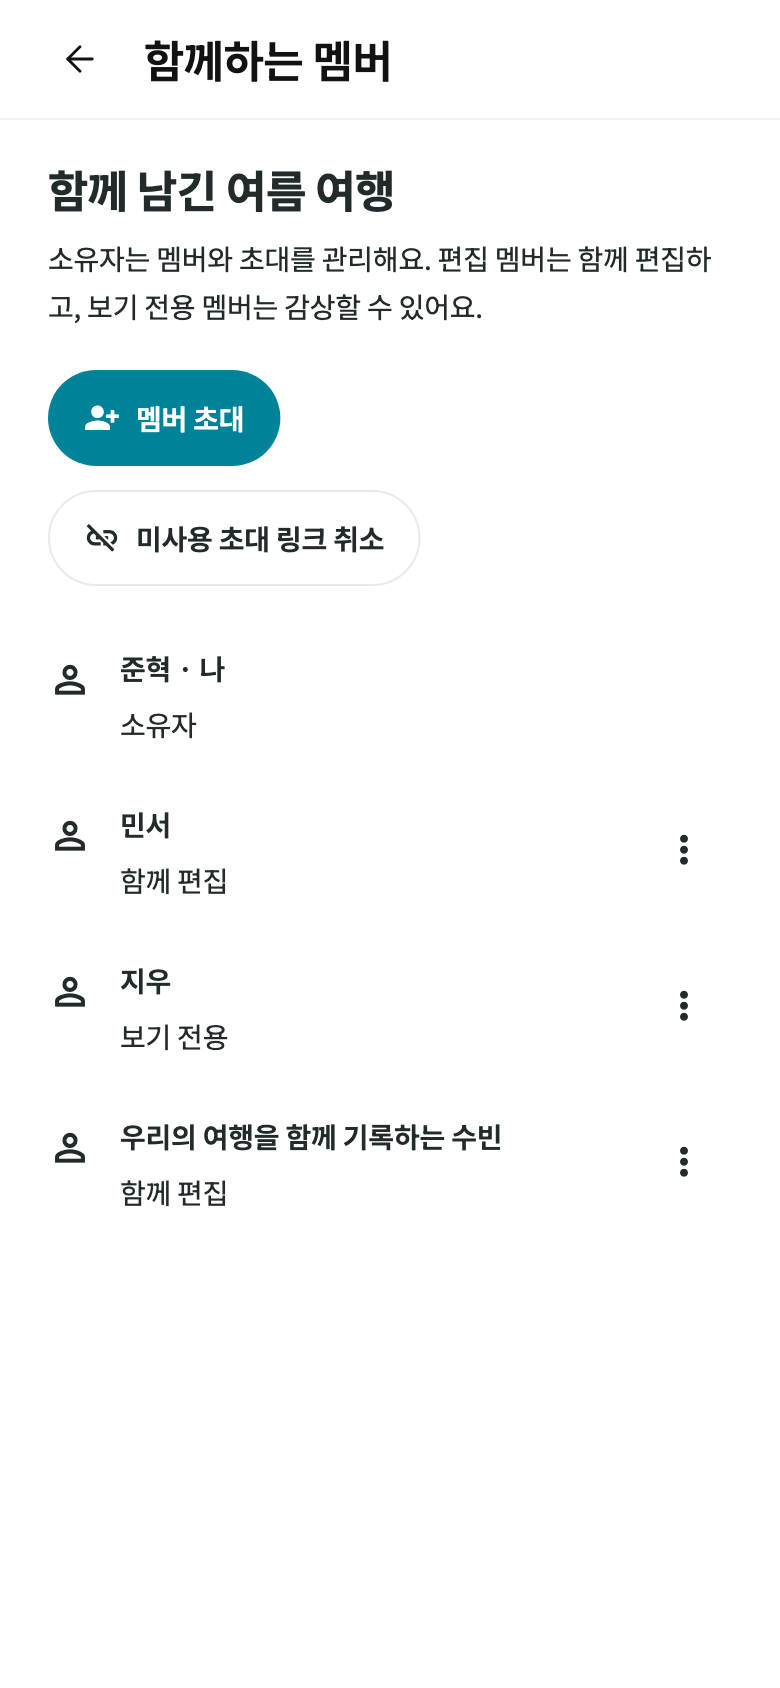 함께하는 멤버
함께 남긴 여름 여행
소유자는 멤버와 초대를 관리해요. 편집 멤버는 함께 편집하
고, 보기 전용 멤버는 감상할 수 있어요.
멤버 초대
미사용 초대 링크 취소
준혁 · 나
소유자
민서
함께 편집
지우
보기 전용
우리의 여행을 함께 기록하는 수빈
함께 편집